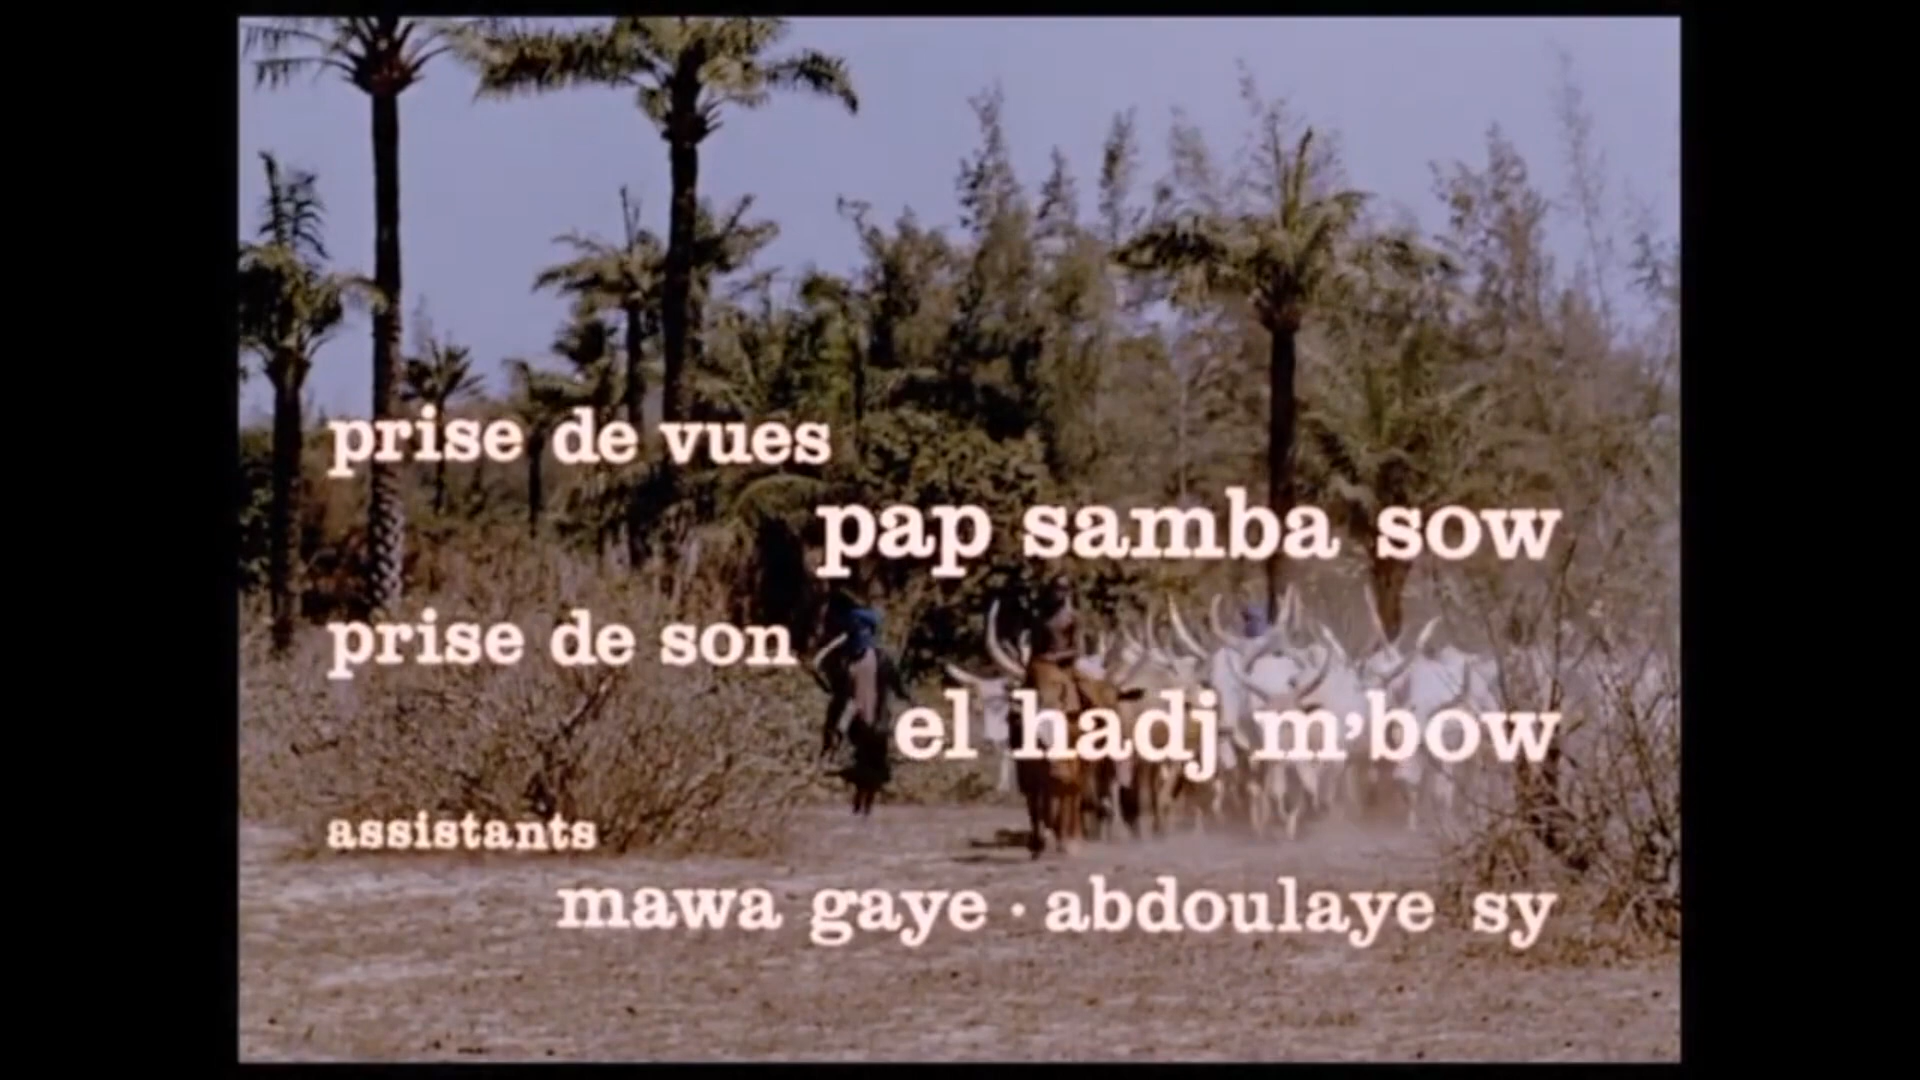 prise de vues
pap samba sow
prise de son
el hadj m'bow
assistants
mawa gaye · abdoulaye sy